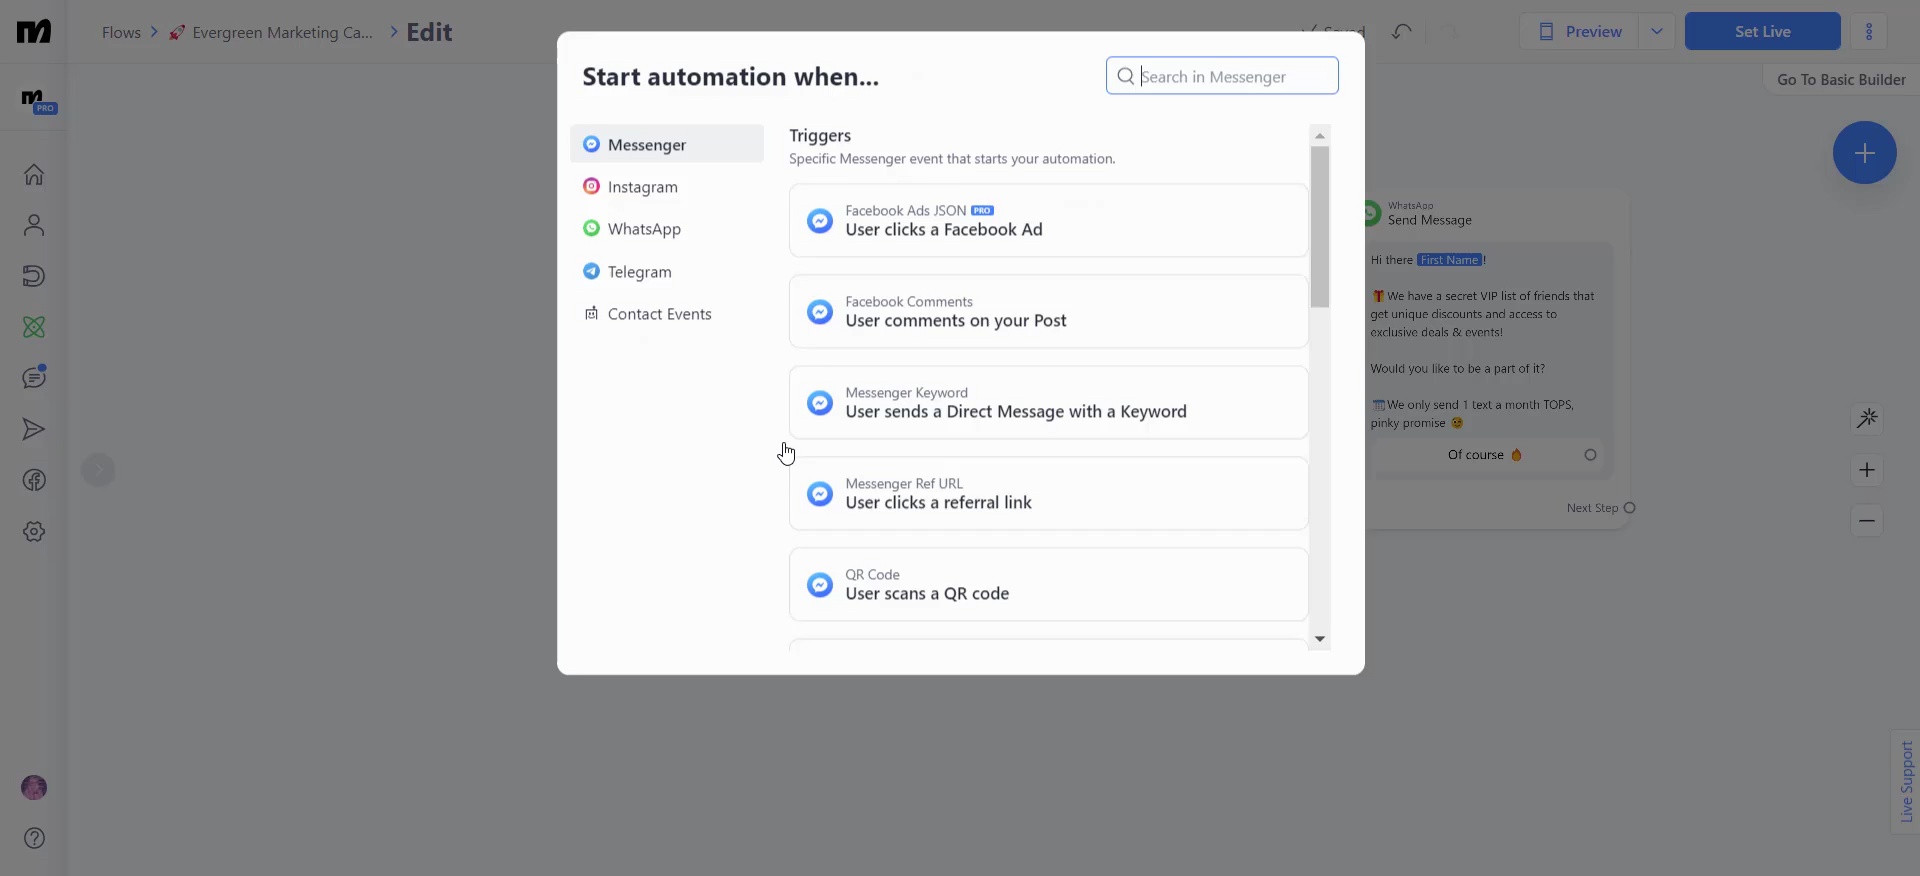 Flows > 🚀 Evergreen Marketing Ca... > Edit
Saved
Preview
Set Live
Go To Basic Builder
PRO
Start automation when...
Search in Messenger
Messenger
Instagram
WhatsApp
Telegram
Contact Events
Triggers
Specific Messenger event that starts your automation.
Facebook Ads JSON PRO
User clicks a Facebook Ad
Facebook Comments
User comments on your Post
Messenger Keyword
User sends a Direct Message with a Keyword
Messenger Ref URL
User clicks a referral link
QR Code
User scans a QR code
WhatsApp
Send Message
Hi there First Name!
🎁We have a secret VIP list of friends that
get unique discounts and access to
exclusive deals & events!
Would you like to be a part of it?
🗓️We only send 1 text a month TOPS,
pinky promise 😉
Of course 🔥
Next Step
Live Support